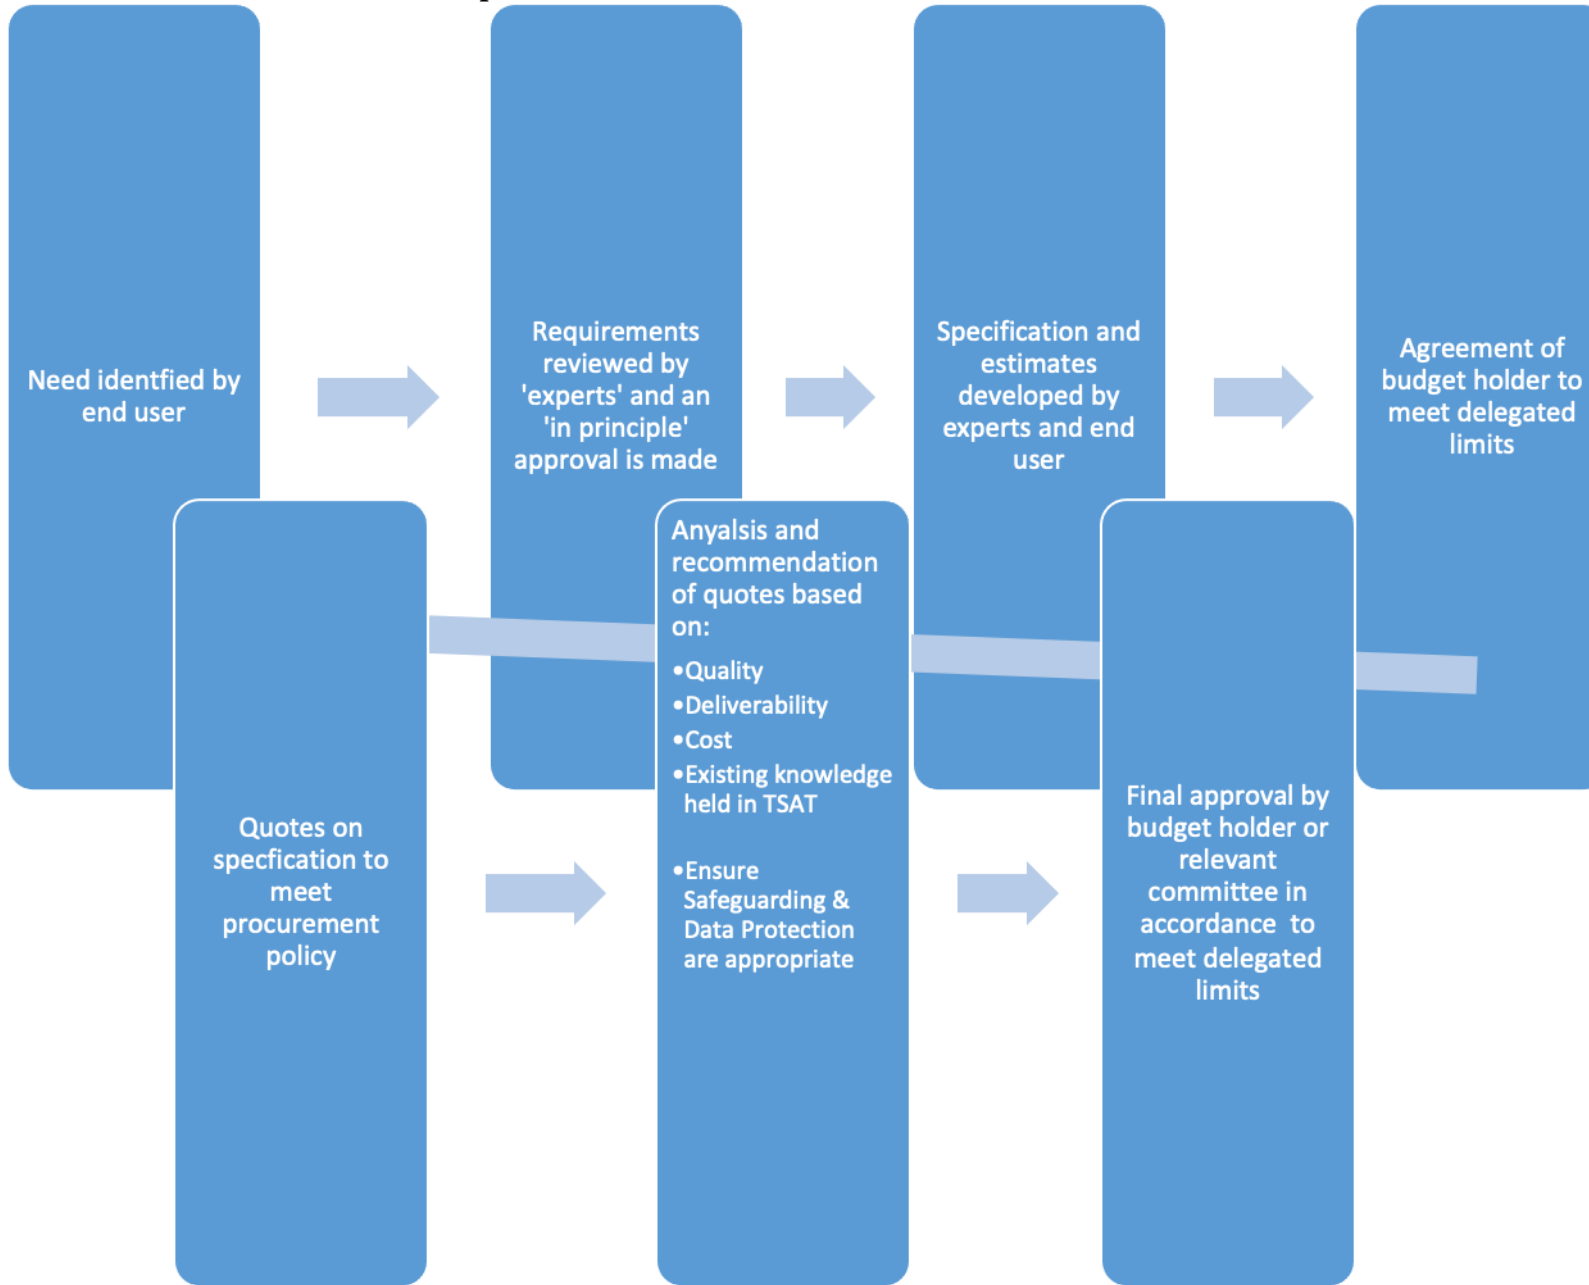 Need identfied by
end user
Requirements
reviewed by
'experts' and an
'in principle'
approval is made
Specification and
estimates
developed by
experts and end
user
Agreement of
budget holder to
meet delegated
limits
Quotes on
specfication to
meet
procurement
policy
Anyalsis and
recommendation
of quotes based
on:
•Quality
•Deliverability
•Cost
•Existing knowledge
held in TSAT
•Ensure
Safeguarding &
Data Protection
are appropriate
Final approval by
budget holder or
relevant
committee in
accordance  to
meet delegated
limits